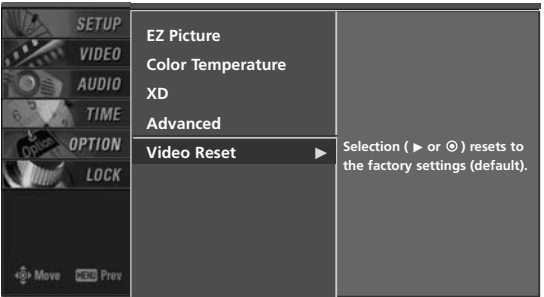 SETUP
VIDEO
AUDIO
TIME
OPTION
LOCK
Move MENU Prev
EZ Picture
Color Temperature
XD
Advanced
Video Reset ▶
Selection ( ▶ or ⊙ ) resets to
the factory settings (default).